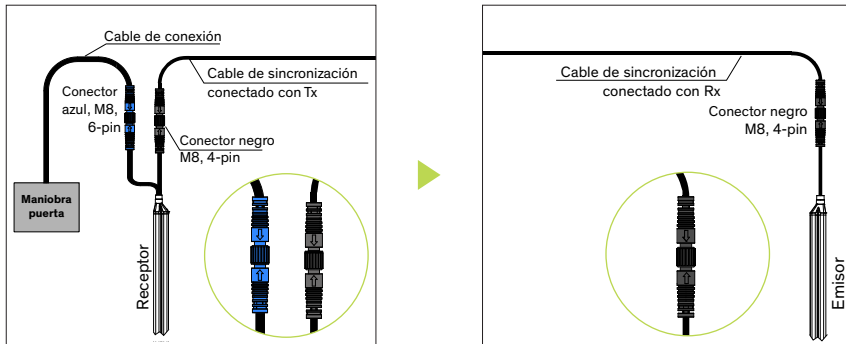 Cable de conexión
Cable de sincronización
conectado con Tx
Conector
azul, M8,
6-pin
Conector negro
M8, 4-pin
Maniobra
puerta
Receptor
Cable de sincronización
conectado con Rx
Conector negro
M8, 4-pin
Emisor